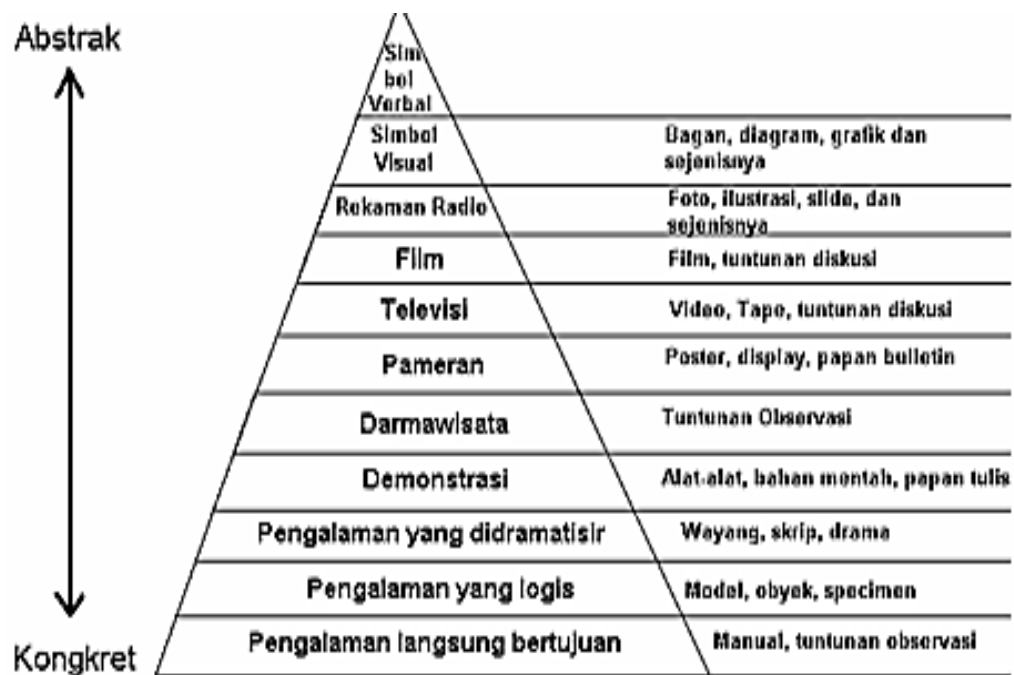 Abstrak
Sim
bol
Verbal
Simbol
Visual
Bagan, diagram, grafik dan
sejenisnya
Rekaman Radio
Foto, ilustrasi, slide, dan
sejenisnya
Film
Film, tuntunan diskusi
Televisi
Video, Tape, tuntunan diskusi
Pameran
Poster, display, papan bulletin
Darmawisata
Tuntunan Observasi
Demonstrasi
Alat-alat, bahan mentah, papan tulis
Pengalaman yang didramatisir
Wayang, skrip, drama
Pengalaman yang logis
Model, obyek, specimen
Pengalaman langsung bertujuan
Manual, tuntunan observasi
Kongkret